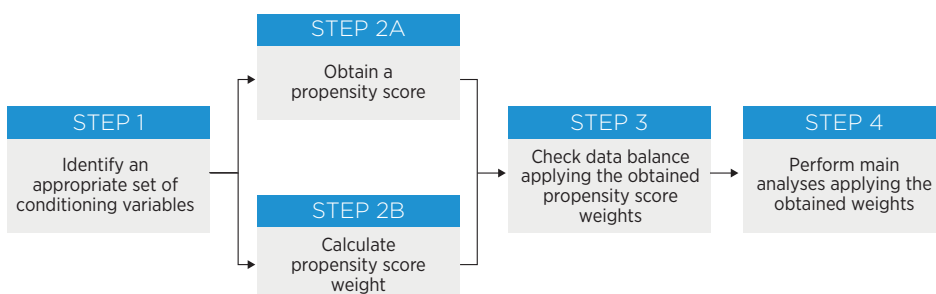 STEP 1
Identify an
appropriate set of
conditioning variables
STEP 2A
Obtain a
propensity score
STEP 2B
Calculate
propensity score
weight
STEP 3
Check data balance
applying the obtained
propensity score
weights
STEP 4
Perform main
analyses applying the
obtained weights